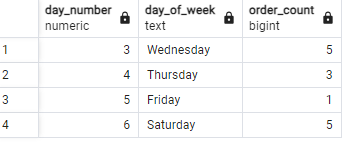 day_number day_of_week order_count
numeric text bigint
1 3 Wednesday 5
2 4 Thursday 3
3 5 Friday 1
4 6 Saturday 5